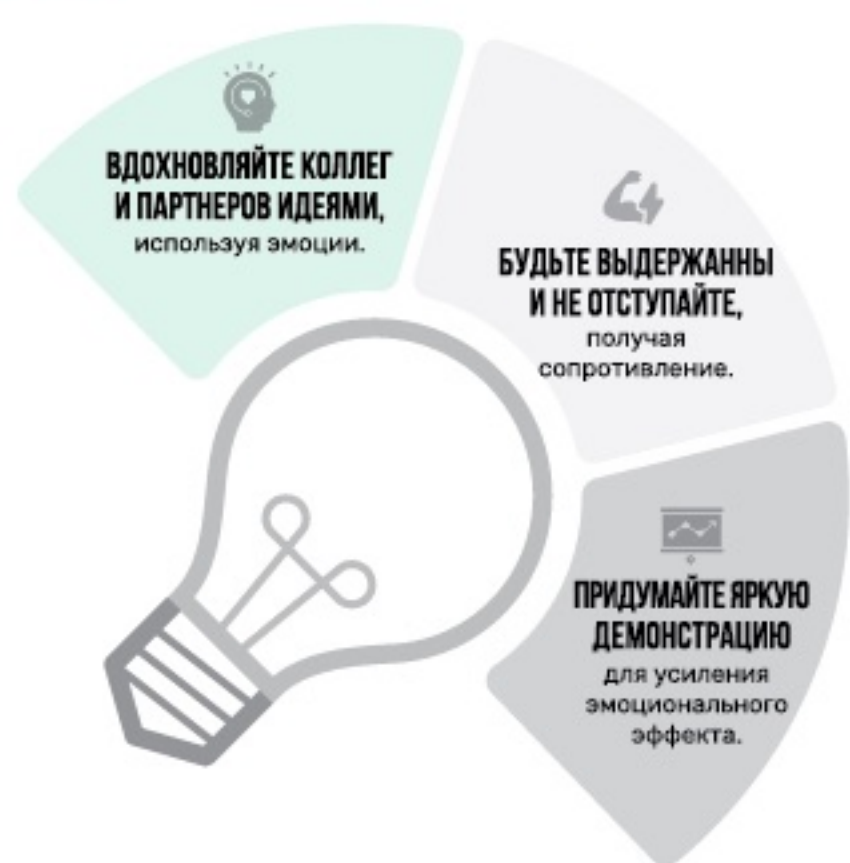 ВДОХНОВЛЯЙТЕ КОЛЛЕГ
И ПАРТНЕРОВ ИДЕЯМИ,
используя эмоции.
БУДЬТЕ ВЫДЕРЖАННЫ
И НЕ ОТСТУПАЙТЕ,
получая
сопротивление.
ПРИДУМАЙТЕ ЯРКУЮ
ДЕМОНСТРАЦИЮ
для усиления
эмоционального
эффекта.